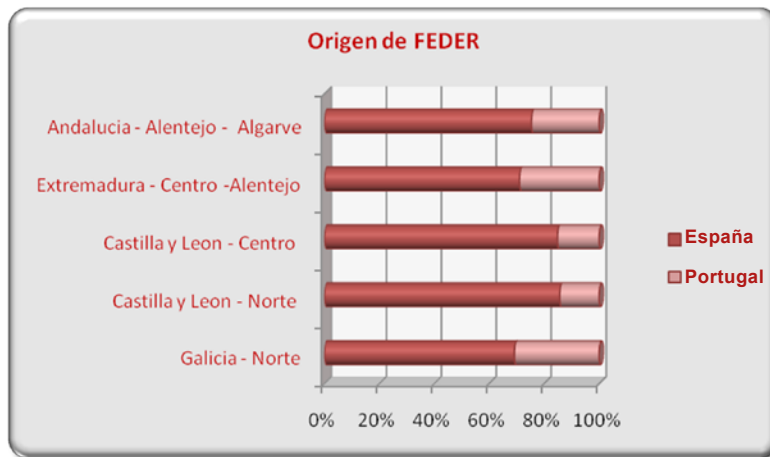 Origen de FEDER
Andalucia - Alentejo - Algarve
Extremadura - Centro -Alentejo
Castilla y Leon - Centro
Castilla y Leon - Norte
Galicia - Norte
España
Portugal
0% 20% 40% 60% 80% 100%